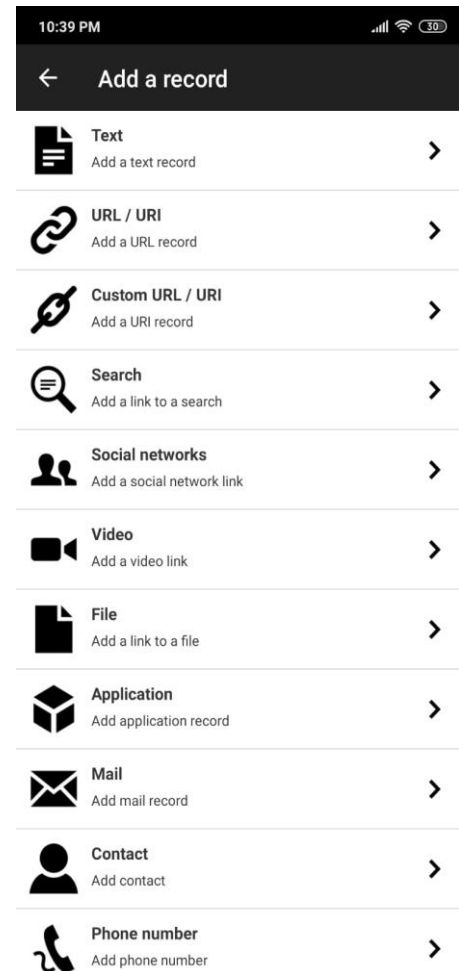 10:39 PM 30
Add a record
Text
Add a text record
URL / URI
Add a URL record
Custom URL / URI
Add a URI record
Search
Add a link to a search
Social networks
Add a social network link
Video
Add a video link
File
Add a link to a file
Application
Add application record
Mail
Add mail record
Contact
Add contact
Phone number
Add phone number